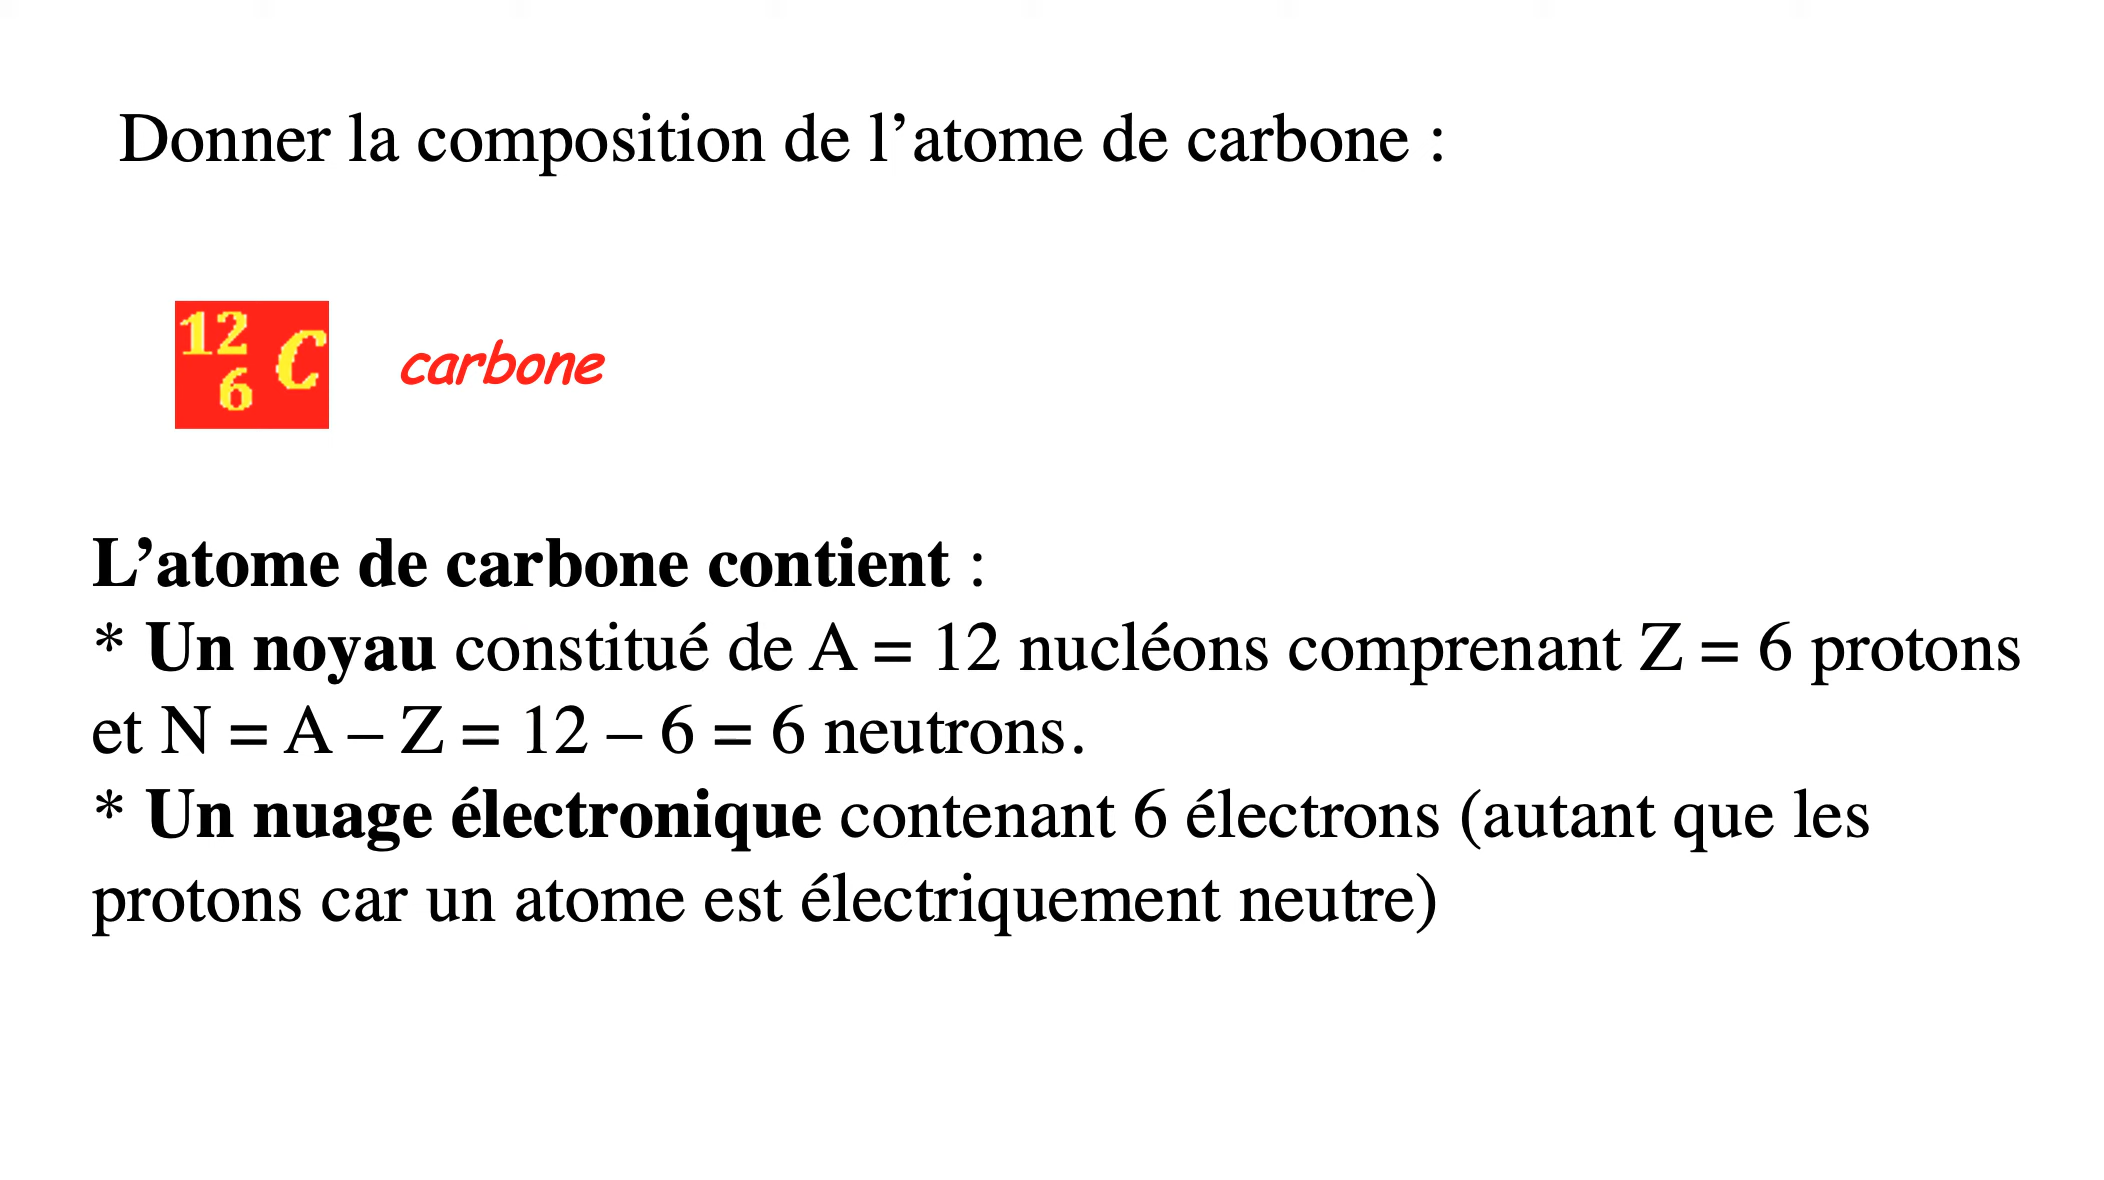 Donner la composition de l’atome de carbone :
12
6 C
carbone
L’atome de carbone contient :
* Un noyau constitué de A = 12 nucléons comprenant Z = 6 protons
et N = A – Z = 12 – 6 = 6 neutrons.
* Un nuage électronique contenant 6 électrons (autant que les
protons car un atome est électriquement neutre)